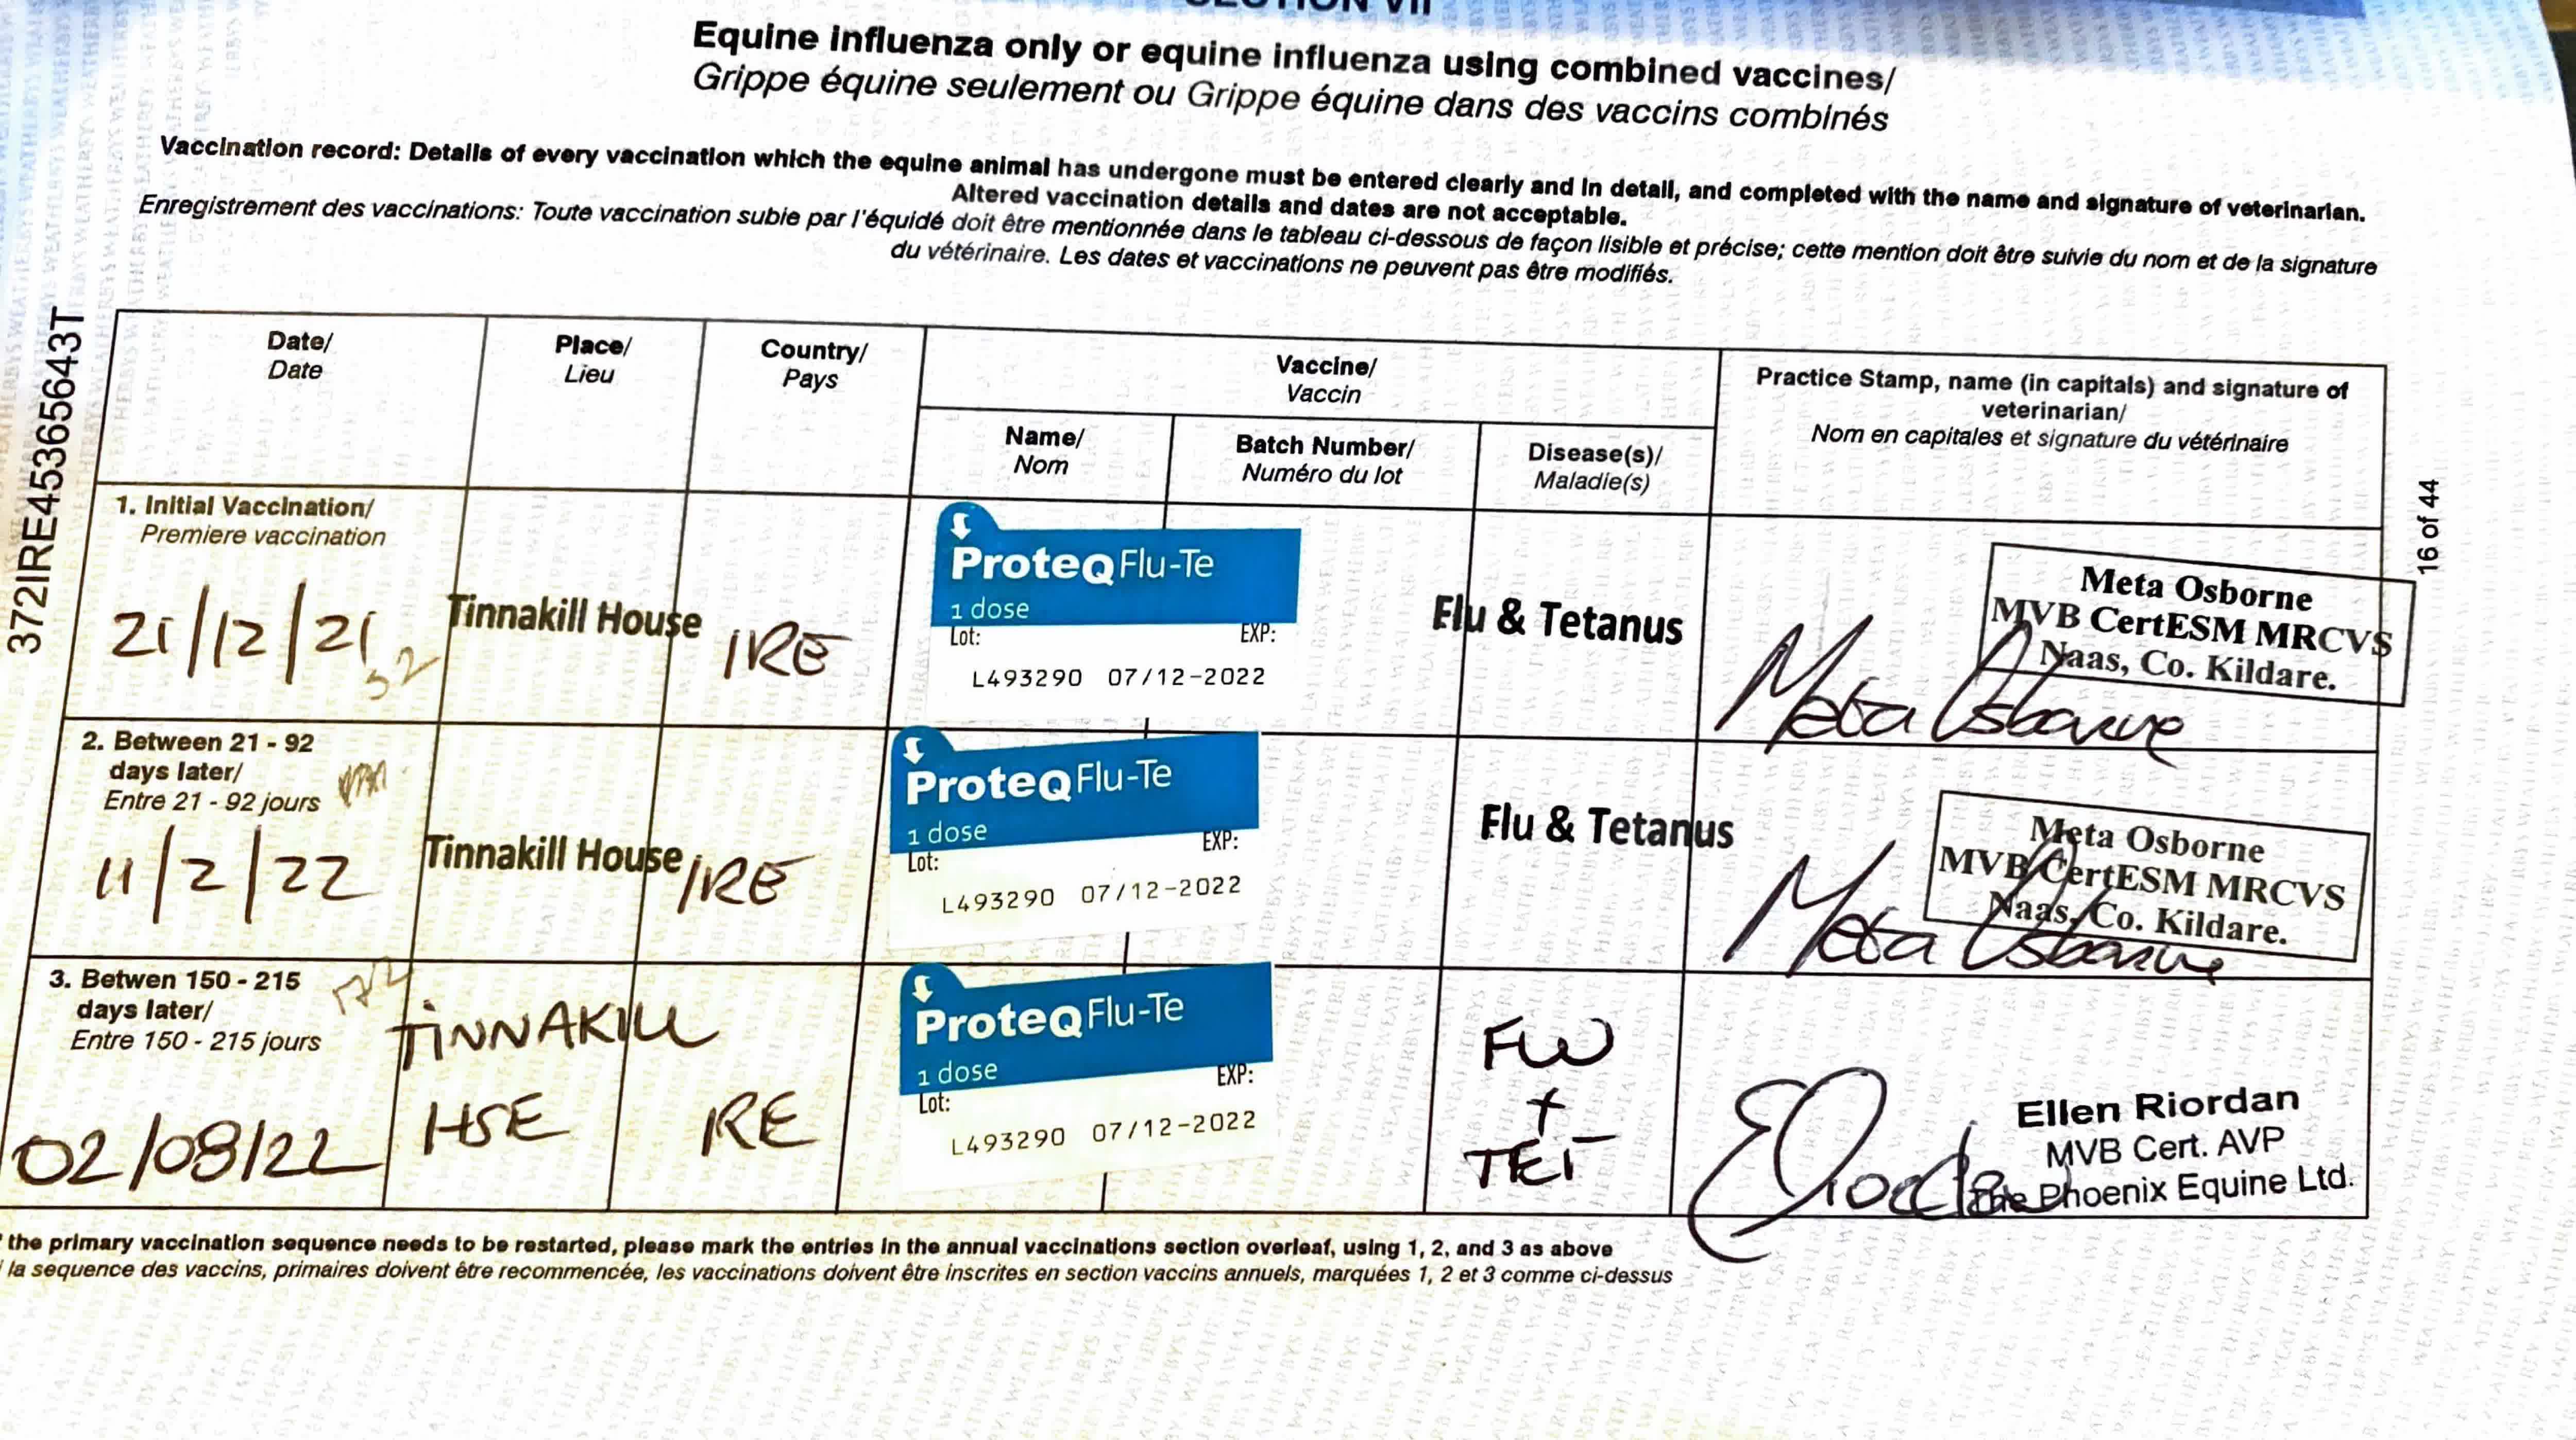 SECTION VII
Equine influenza only or equine influenza using combined vaccines/
Grippe équine seulement ou Grippe équine dans des vaccins combinés
Vaccination record: Details of every vaccination which the equine animal has undergone must be entered clearly and in detail, and completed with the name and signature of veterinarian.
Altered vaccination details and dates are not acceptable.
Enregistrement des vaccinations: Toute vaccination subie par l'équidé doit être mentionnée dans le tableau ci-dessous de façon lisible et précise; cette mention doit être suivie du nom et de la signature
du vétérinaire. Les dates et vaccinations ne peuvent pas être modifiés.
372IRE45365643T
16 of 44
Date/
Date
Place/
Lieu
Country/
Pays
Vaccine/
Vaccin
Name/
Nom
Batch Number/
Numéro du lot
Disease(s)/
Maladie(s)
Practice Stamp, name (in capitals) and signature of
veterinarian/
Nom en capitales et signature du vétérinaire
1. Initial Vaccination/
Premiere vaccination
21/12/21
52
Tinnakill House
IRE
ProteqFlu-Te
1 dose
Lot: EXP:
L493290 07/12-2022
Flu & Tetanus
Meta Osborne
MVB CertESM MRCVS
Naas, Co. Kildare.
Meta Osborne
2. Between 21 - 92
days later/
Entre 21 - 92 jours
11/2/22
Tinnakill House
IRE
ProteqFlu-Te
1 dose
Lot: EXP:
L493290 07/12-2022
Flu & Tetanus
Meta Osborne
MVB CertESM MRCVS
Naas, Co. Kildare.
Meta Osborne
3. Betwen 150 - 215
days later/
Entre 150 - 215 jours
172
02/08/22
TINNAKILL
HSE
IRE
ProteqFlu-Te
1 dose
Lot: EXP:
L493290 07/12-2022
FLU
+
TET
Ellen Riordan
MVB Cert. AVP
The Phoenix Equine Ltd.
the primary vaccination sequence needs to be restarted, please mark the entries in the annual vaccinations section overleaf, using 1, 2, and 3 as above
la sequence des vaccins, primaires doivent être recommencée, les vaccinations doivent être inscrites en section vaccins annuels, marquées 1, 2 et 3 comme ci-dessus